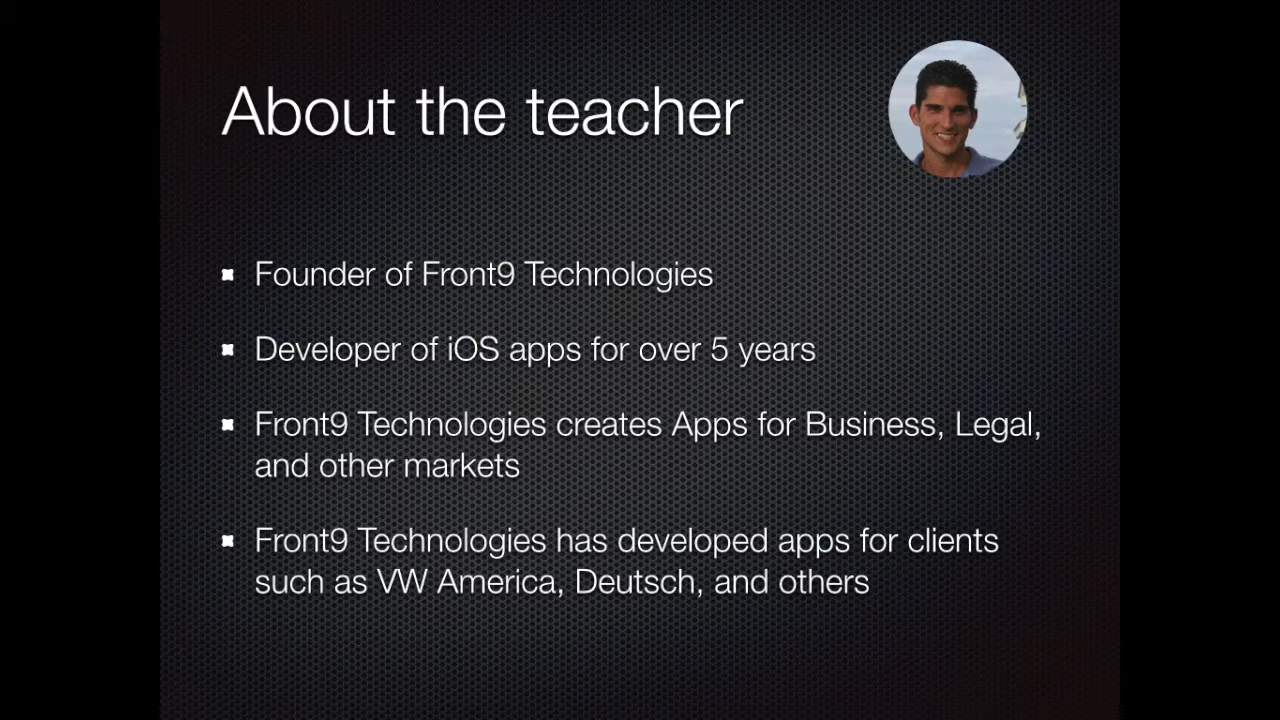 About the teacher
Founder of Front9 Technologies
Developer of iOS apps for over 5 years
Front9 Technologies creates Apps for Business, Legal,
and other markets
Front9 Technologies has developed apps for clients
such as VW America, Deutsch, and others